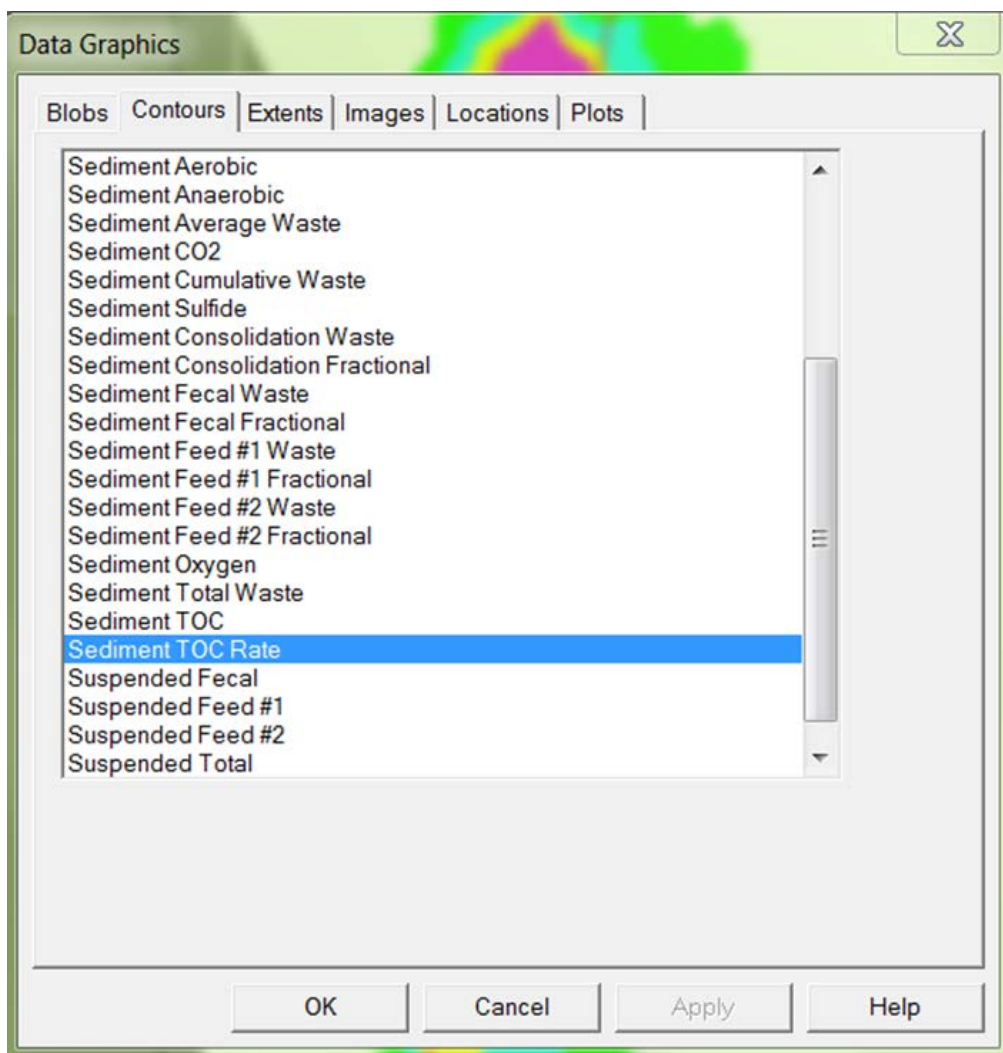 Data Graphics
Blobs Contours Extents Images Locations Plots
Sediment Aerobic
Sediment Anaerobic
Sediment Average Waste
Sediment CO2
Sediment Cumulative Waste
Sediment Sulfide
Sediment Consolidation Waste
Sediment Consolidation Fractional
Sediment Fecal Waste
Sediment Fecal Fractional
Sediment Feed #1 Waste
Sediment Feed #1 Fractional
Sediment Feed #2 Waste
Sediment Feed #2 Fractional
Sediment Oxygen
Sediment Total Waste
Sediment TOC
Sediment TOC Rate
Suspended Fecal
Suspended Feed #1
Suspended Feed #2
Suspended Total
OK Cancel Apply Help